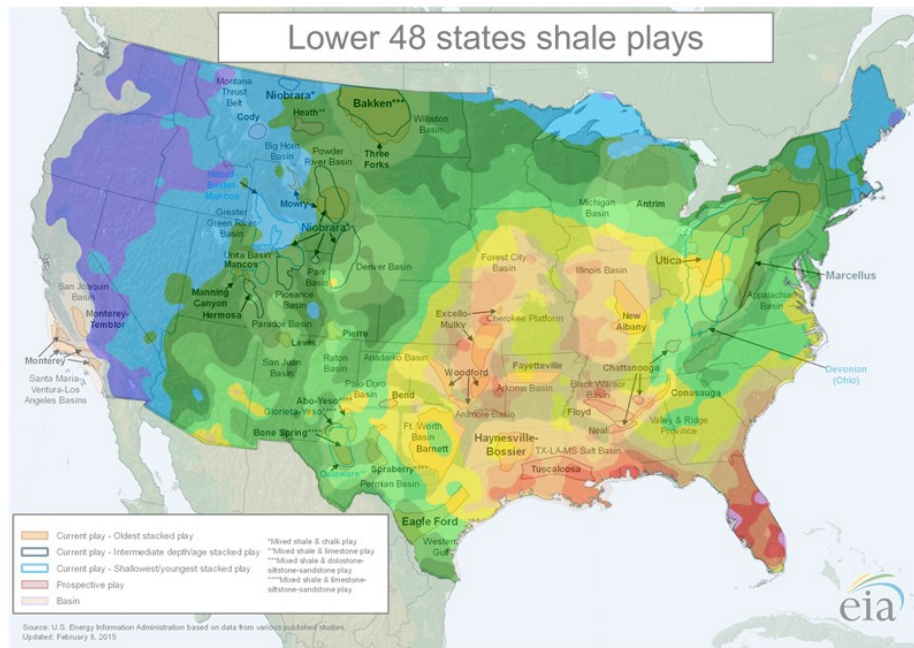 Lower 48 states shale plays
Montana
Thrust
Belt
Cody
Niobrara*
Heath**
Bakken***
Williston
Basin
Big Horn
Basin
Powder
River Basin
Three
Forks
Hilliard-
Baxter-
Mancos
Mowry
Greater
Green River
Basin
Niobrara*
Uinta Basin
Mancos
Park
Basin
Denver Basin
Manning
Canyon
Piceance
Basin
Hermosa
Paradox Basin
Lewis
Pierre
San Juan
Basin
Raton
Basin
Anadarko Basin
San Joaquin
Basin
Monterey-
Temblor
Monterey
Santa Maria-
Ventura-Los
Angeles Basins
Michigan
Basin
Antrim
Forest City
Basin
Illinois Basin
Utica
Marcellus
Appalachian
Basin
Excello-
Mulky
Cherokee Platform
New
Albany
Devonian
(Ohio)
Woodford
Fayetteville
Chattanooga
Arkoma Basin
Black Warrior
Basin
Conasauga
Palo Duro
Basin
Bend
Abo-Yeso****
Glorieta-Yeso****
Ardmore Basin
Floyd
Neal
Valley & Ridge
Province
Bone Spring****
Ft. Worth
Basin
Barnett
Haynesville-
Bossier
TX-LA-MS Salt Basin
Spraberry****
Tuscaloosa
Permian Basin
Eagle Ford
Western
Gulf
Current play - Oldest stacked play
Current play - Intermediate depth/age stacked play
Current play - Shallowest/youngest stacked play
Prospective play
Basin
*Mixed shale & chalk play
**Mixed shale & limestone play
***Mixed shale & dolostone-
siltstone-sandstone play
****Mixed shale & limestone-
siltstone-sandstone play
Source: U.S. Energy Information Administration based on data from various published studies.
Updated: February 8, 2015
eia